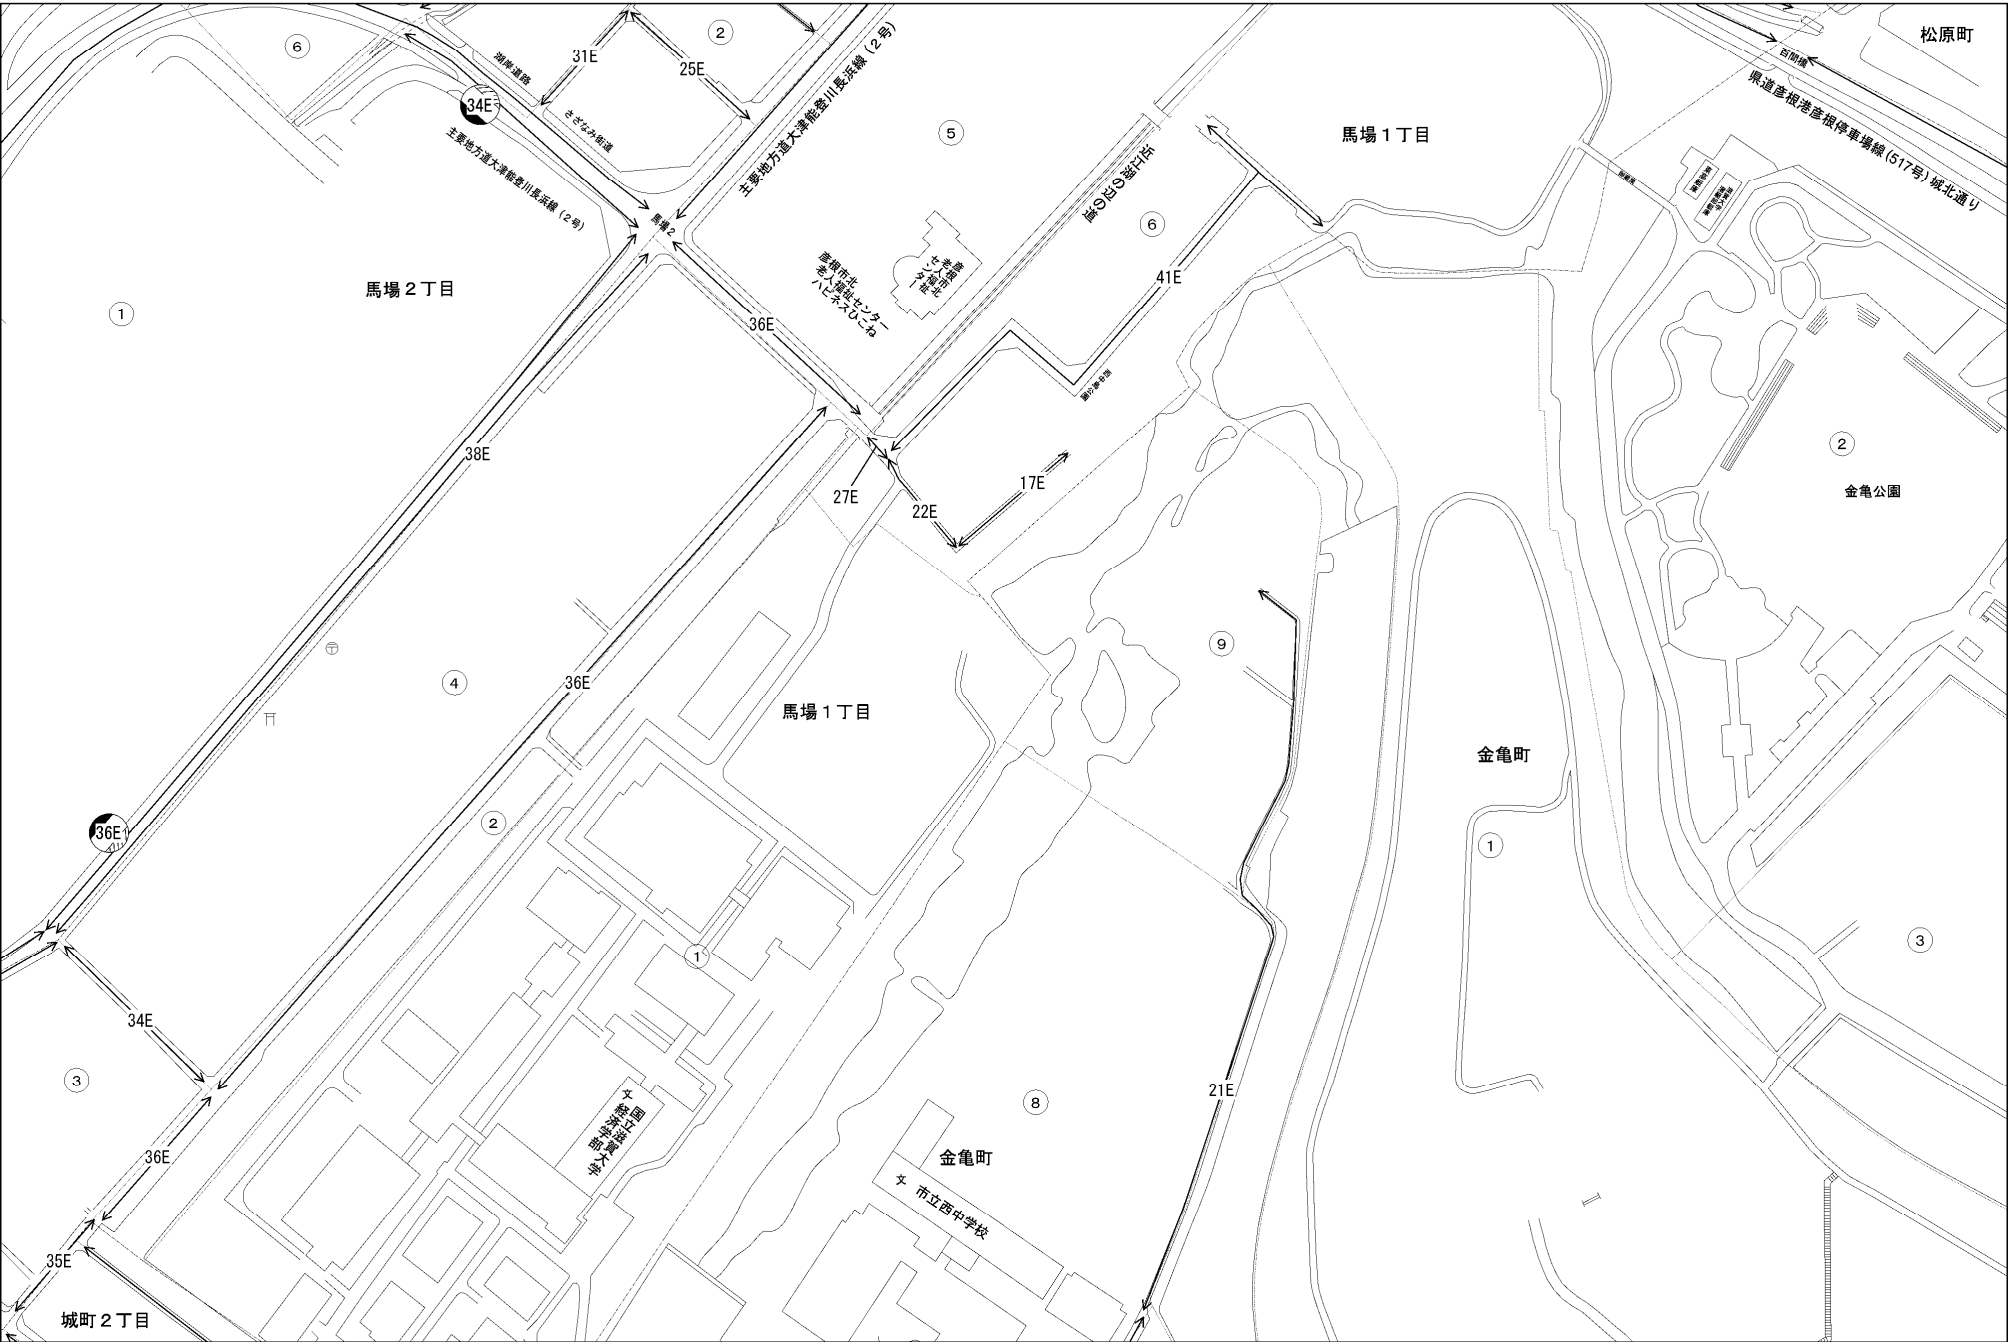 松原町
⑥
②
31E
25E
湖岸道路
34E
さざなみ街道
主要地方道大津能登川長浜線(2号)
主要地方道大津能登川長浜線(2号)
百間橋
県道彦根港彦根停車場線(517号)城北通り
⑤
馬場1丁目
近江湖の辺の道
⑥
馬場2
馬場2丁目
①
彦根市北
老人福祉センター
ハピネスひこね
彦根市北
老人福祉
センター
41E
36E
西中島公園
38E
27E
22E
17E
②
金亀公園
④
36E
⑨
馬場1丁目
金亀町
②
36E
①
①
③
34E
③
⑧
21E
国立滋賀大学
経済学部
金亀町
市立西中学校
36E
35E
城町2丁目